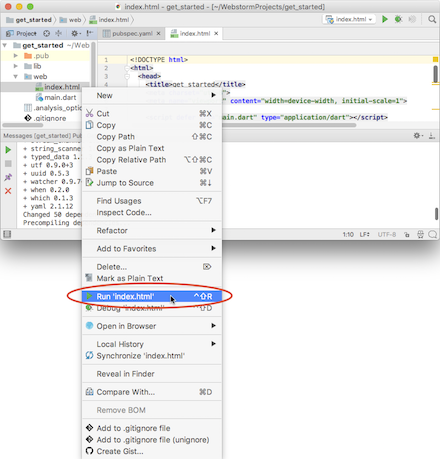 index.html - get_started - [~/WebstormProjects/get_started]
get_started
web
index.html
index.html
Project
pubspec.yaml
index.html
get_started ~/Web
.pub
lib
web
index.html
main.dart
.analysis_optio
.gitignore
1
2
3
4
<!DOCTYPE html>
<html>
<head>
<title>get_started</title>
content="width=device-width, initial-scale=1">
main.dart" type="application/dart"></script>
Messages [get_started]
+ string_scanne
+ typed_data 1.
+ utf 0.9.0+3
+ uuid 0.5.3
+ watcher 0.9.7
+ when 0.2.0
+ which 0.1.3
+ yaml 2.1.12
Changed 50 depe
Precompiling de
1:10 LF÷ UTF-8÷
New
Cut ⌘X
Copy ⌘C
Copy Path ⇧⌘C
Copy as Plain Text
Copy Relative Path ⌥⇧⌘C
Paste ⌘V
Jump to Source ⌘↓
Find Usages ⌥F7
Inspect Code...
Refactor
Add to Favorites
Delete... ⌦
Mark as Plain Text
Run 'index.html' ^⇧R
Debug 'index.html' ^⇧D
Open in Browser
Local History
Synchronize 'index.html'
Reveal in Finder
Compare With... ⌘D
Remove BOM
Add to .gitignore file
Add to .gitignore file (unignore)
Create Gist...